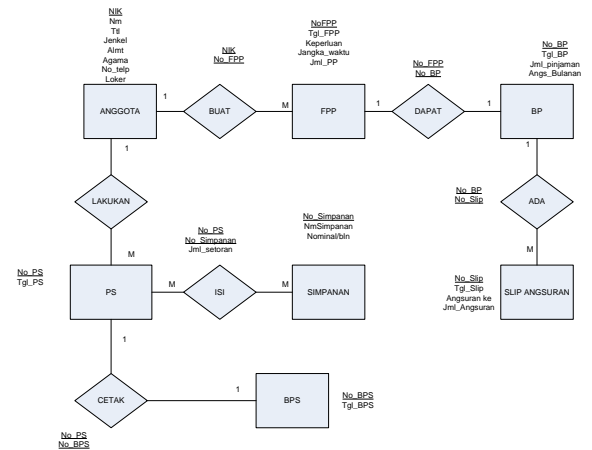 NIK
Nm
Ttl
Jenkel
Almt
Agama
No_telp
Loker
ANGGOTA
1
NIK
No_FPP
BUAT
M
NoFPP
Tgl_FPP
Keperluan
Jangka_waktu
Jml_PP
FPP
1
No_FPP
No_BP
DAPAT
1
No_BP
Tgl_BP
Jml_pinjaman
Angs_Bulanan
BP
1
1
LAKUKAN
M
No_BP
No_Slip
ADA
M
No_PS
Tgl_PS
PS
M
No_PS
No_Simpanan
Jml_setoran
ISI
M
No_Simpanan
NmSimpanan
Nominal/bln
SIMPANAN
No_Slip
Tgl_Slip
Angsuran ke
Jml_Angsuran
SLIP ANGSURAN
1
CETAK
No_PS
No_BPS
1
BPS
No_BPS
Tgl_BPS